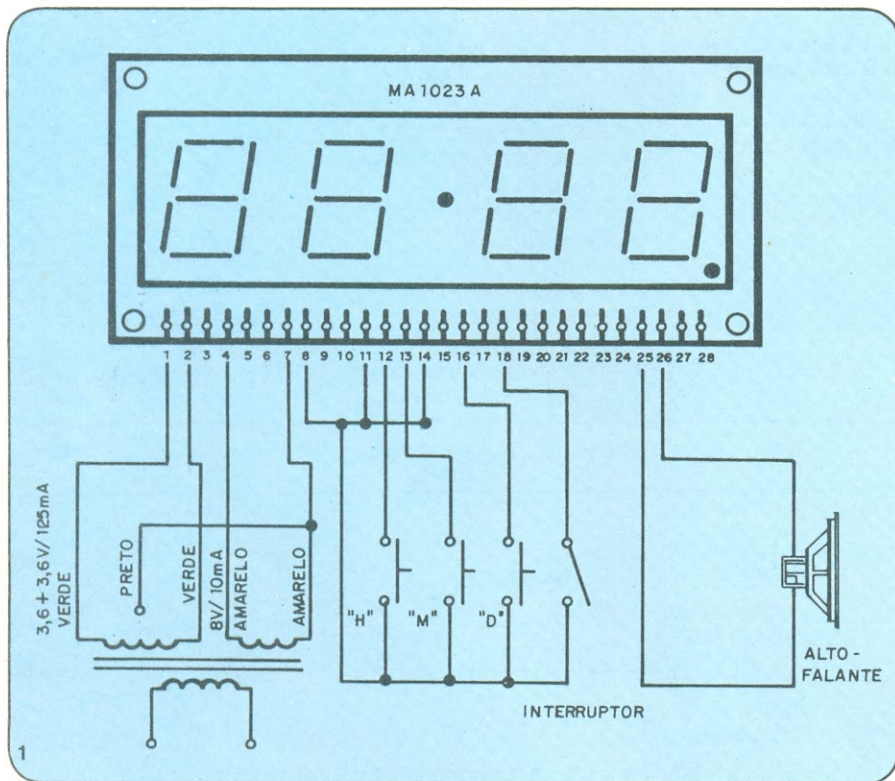 MA1023A
1 2 3 4 5 6 7 8 9 10 11 12 13 14 15 16 17 18 19 20 21 22 23 24 25 26 27 28
3,6 + 3,6V/125mA
VERDE
PRETO
VERDE
8V/10mA
AMARELO
AMARELO
"H"
"M"
"D"
INTERRUPTOR
ALTO-
FALANTE
1